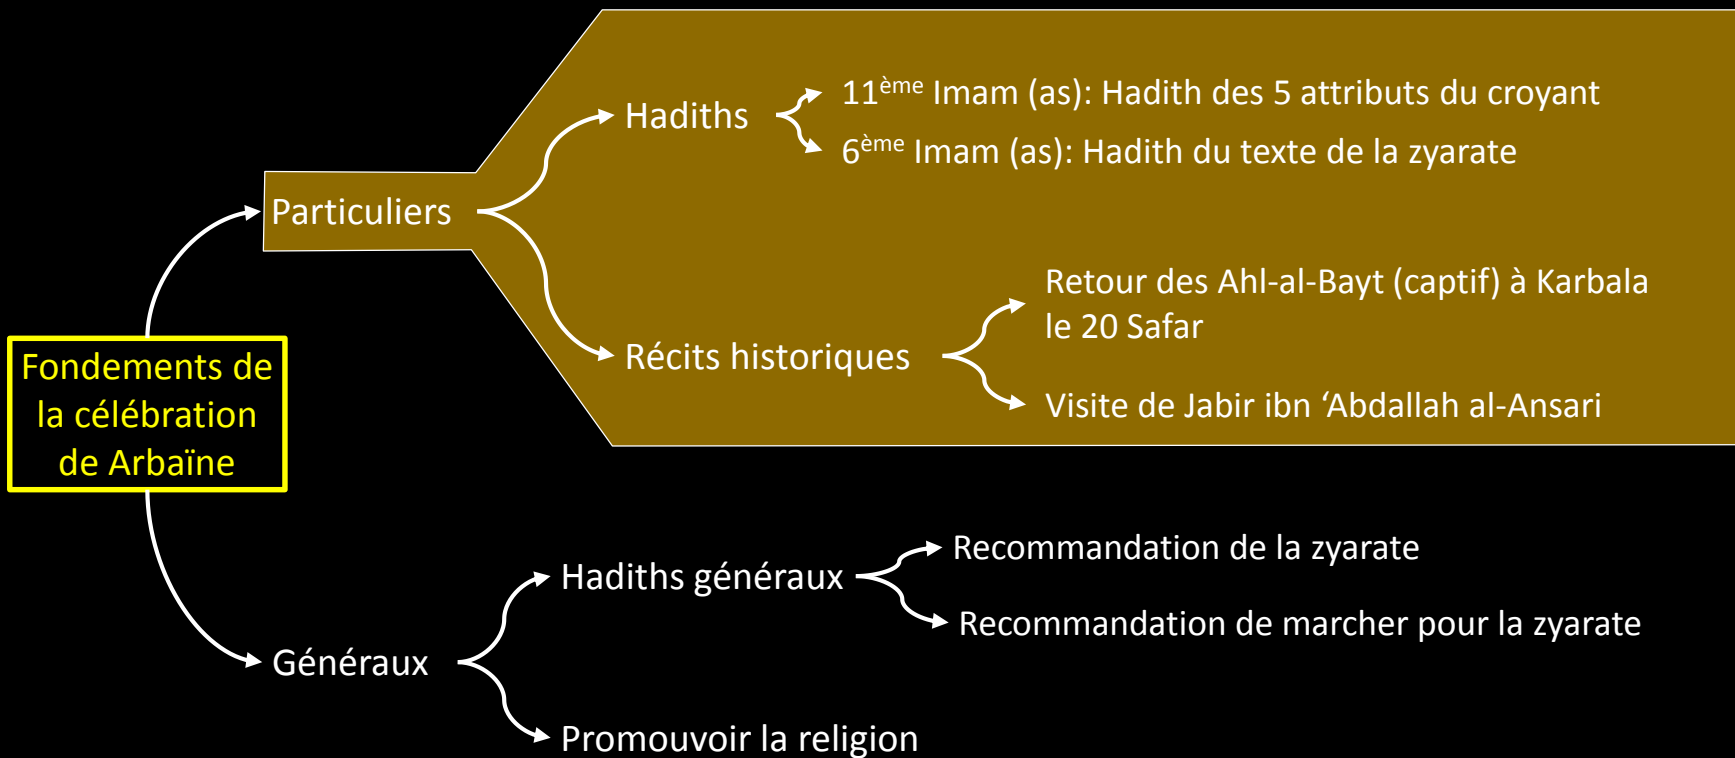 Fondements de
la célébration
de Arbaïne
Particuliers
Hadiths
11ème Imam (as): Hadith des 5 attributs du croyant
6ème Imam (as): Hadith du texte de la zyarate
Récits historiques
Retour des Ahl-al-Bayt (captif) à Karbala
le 20 Safar
Visite de Jabir ibn ‘Abdallah al-Ansari
Généraux
Hadiths généraux
Recommandation de la zyarate
Recommandation de marcher pour la zyarate
Promouvoir la religion